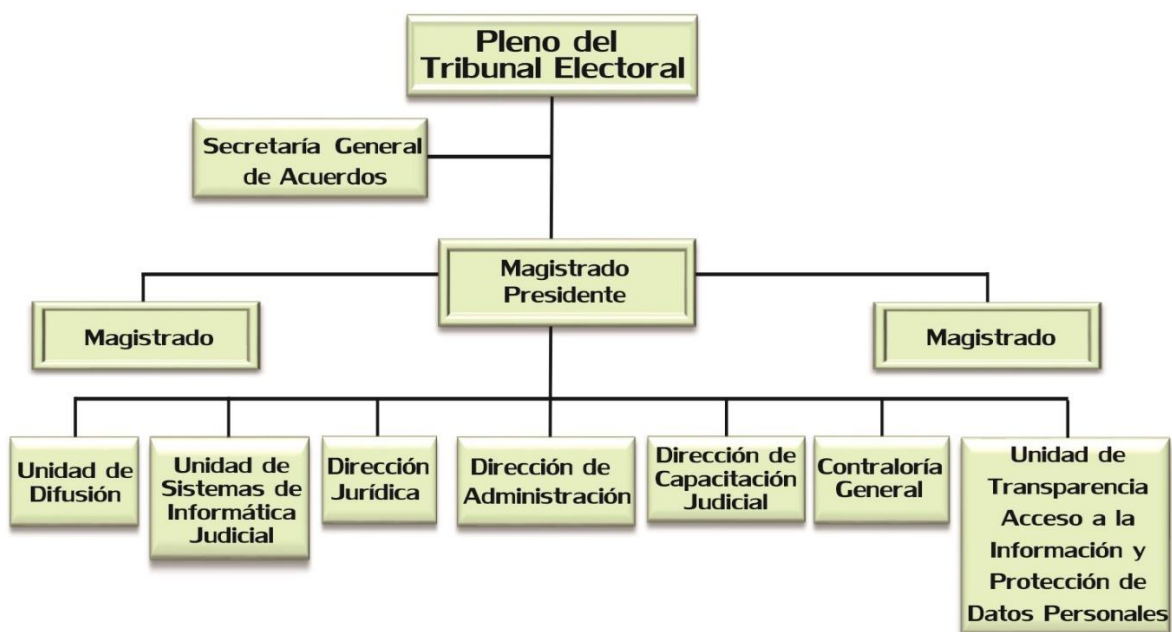 Pleno del
Tribunal Electoral
Secretaría General
de Acuerdos
Magistrado
Presidente
Magistrado
Magistrado
Unidad de
Difusión
Unidad de
Sistemas de
Informática
Judicial
Dirección
Jurídica
Dirección de
Administración
Dirección de
Capacitación
Judicial
Contraloría
General
Unidad de
Transparencia
Acceso a la
Información y
Protección de
Datos Personales